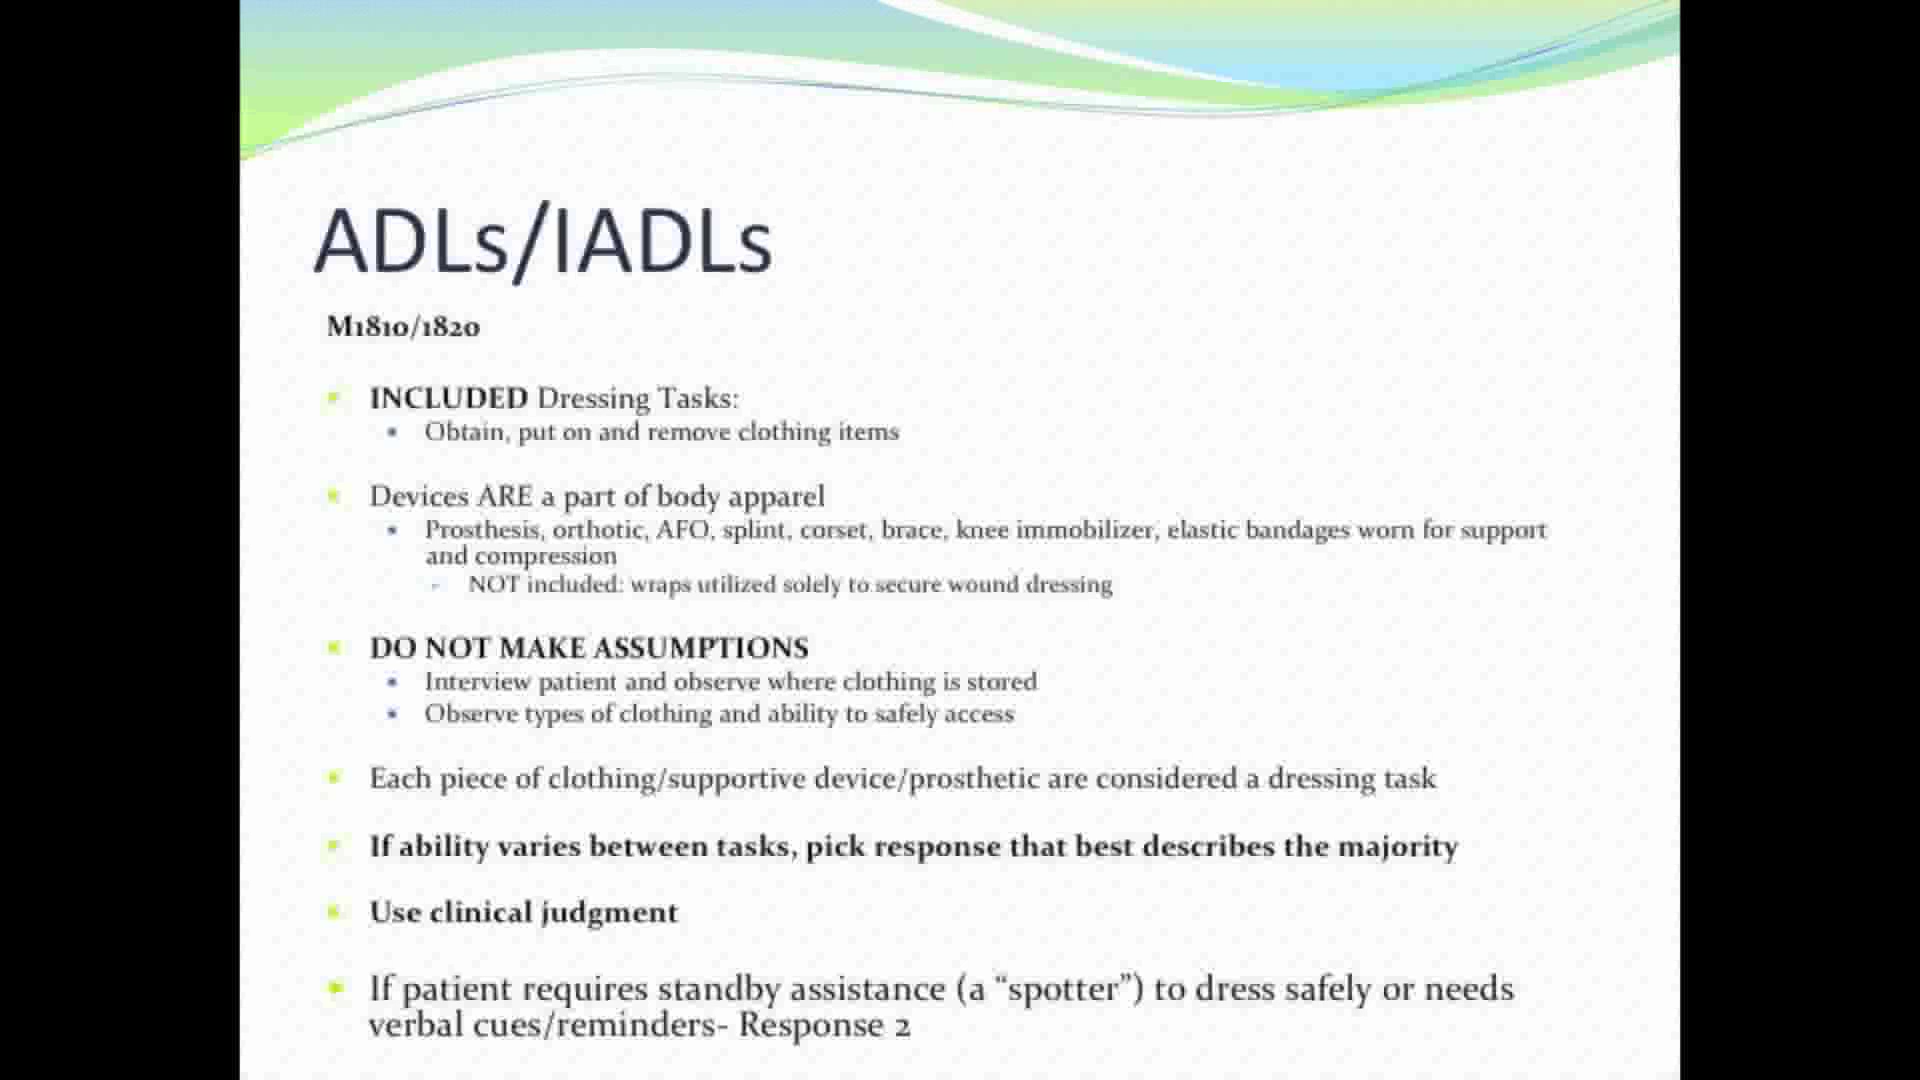 ADLs/IADLs
M1810/1820
INCLUDED Dressing Tasks:
Obtain, put on and remove clothing items
Devices ARE a part of body apparel
Prosthesis, orthotic, AFO, splint, corset, brace, knee immobilizer, elastic bandages worn for support
and compression
NOT included: wraps utilized solely to secure wound dressing
DO NOT MAKE ASSUMPTIONS
Interview patient and observe where clothing is stored
Observe types of clothing and ability to safely access
Each piece of clothing/supportive device/prosthetic are considered a dressing task
If ability varies between tasks, pick response that best describes the majority
Use clinical judgment
If patient requires standby assistance (a “spotter”) to dress safely or needs
verbal cues/reminders- Response 2